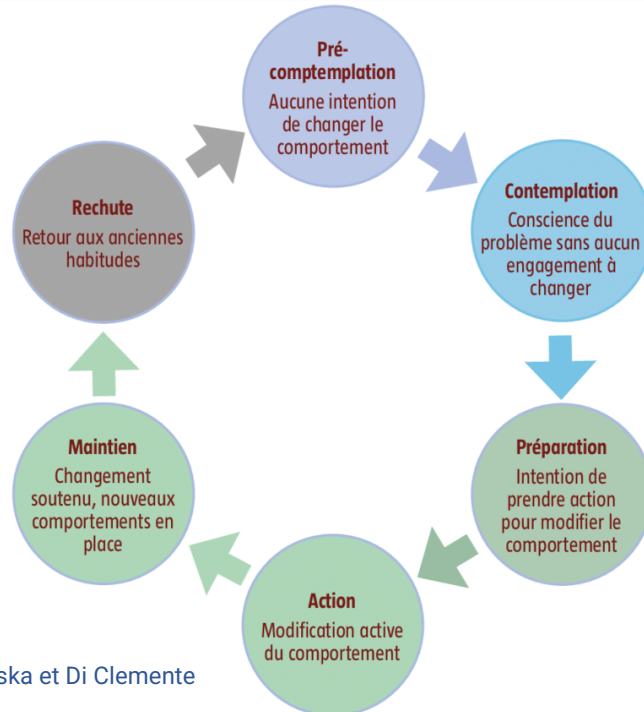 Pré-
comptemplation
Aucune intention
de changer le
comportement
Contemplation
Conscience du
problème sans aucun
engagement à
changer
Préparation
Intention de
prendre action
pour modifier le
comportement
Action
Modification active
du comportement
Maintien
Changement
soutenu, nouveaux
comportements en
place
Rechute
Retour aux anciennes
habitudes
ska et Di Clemente